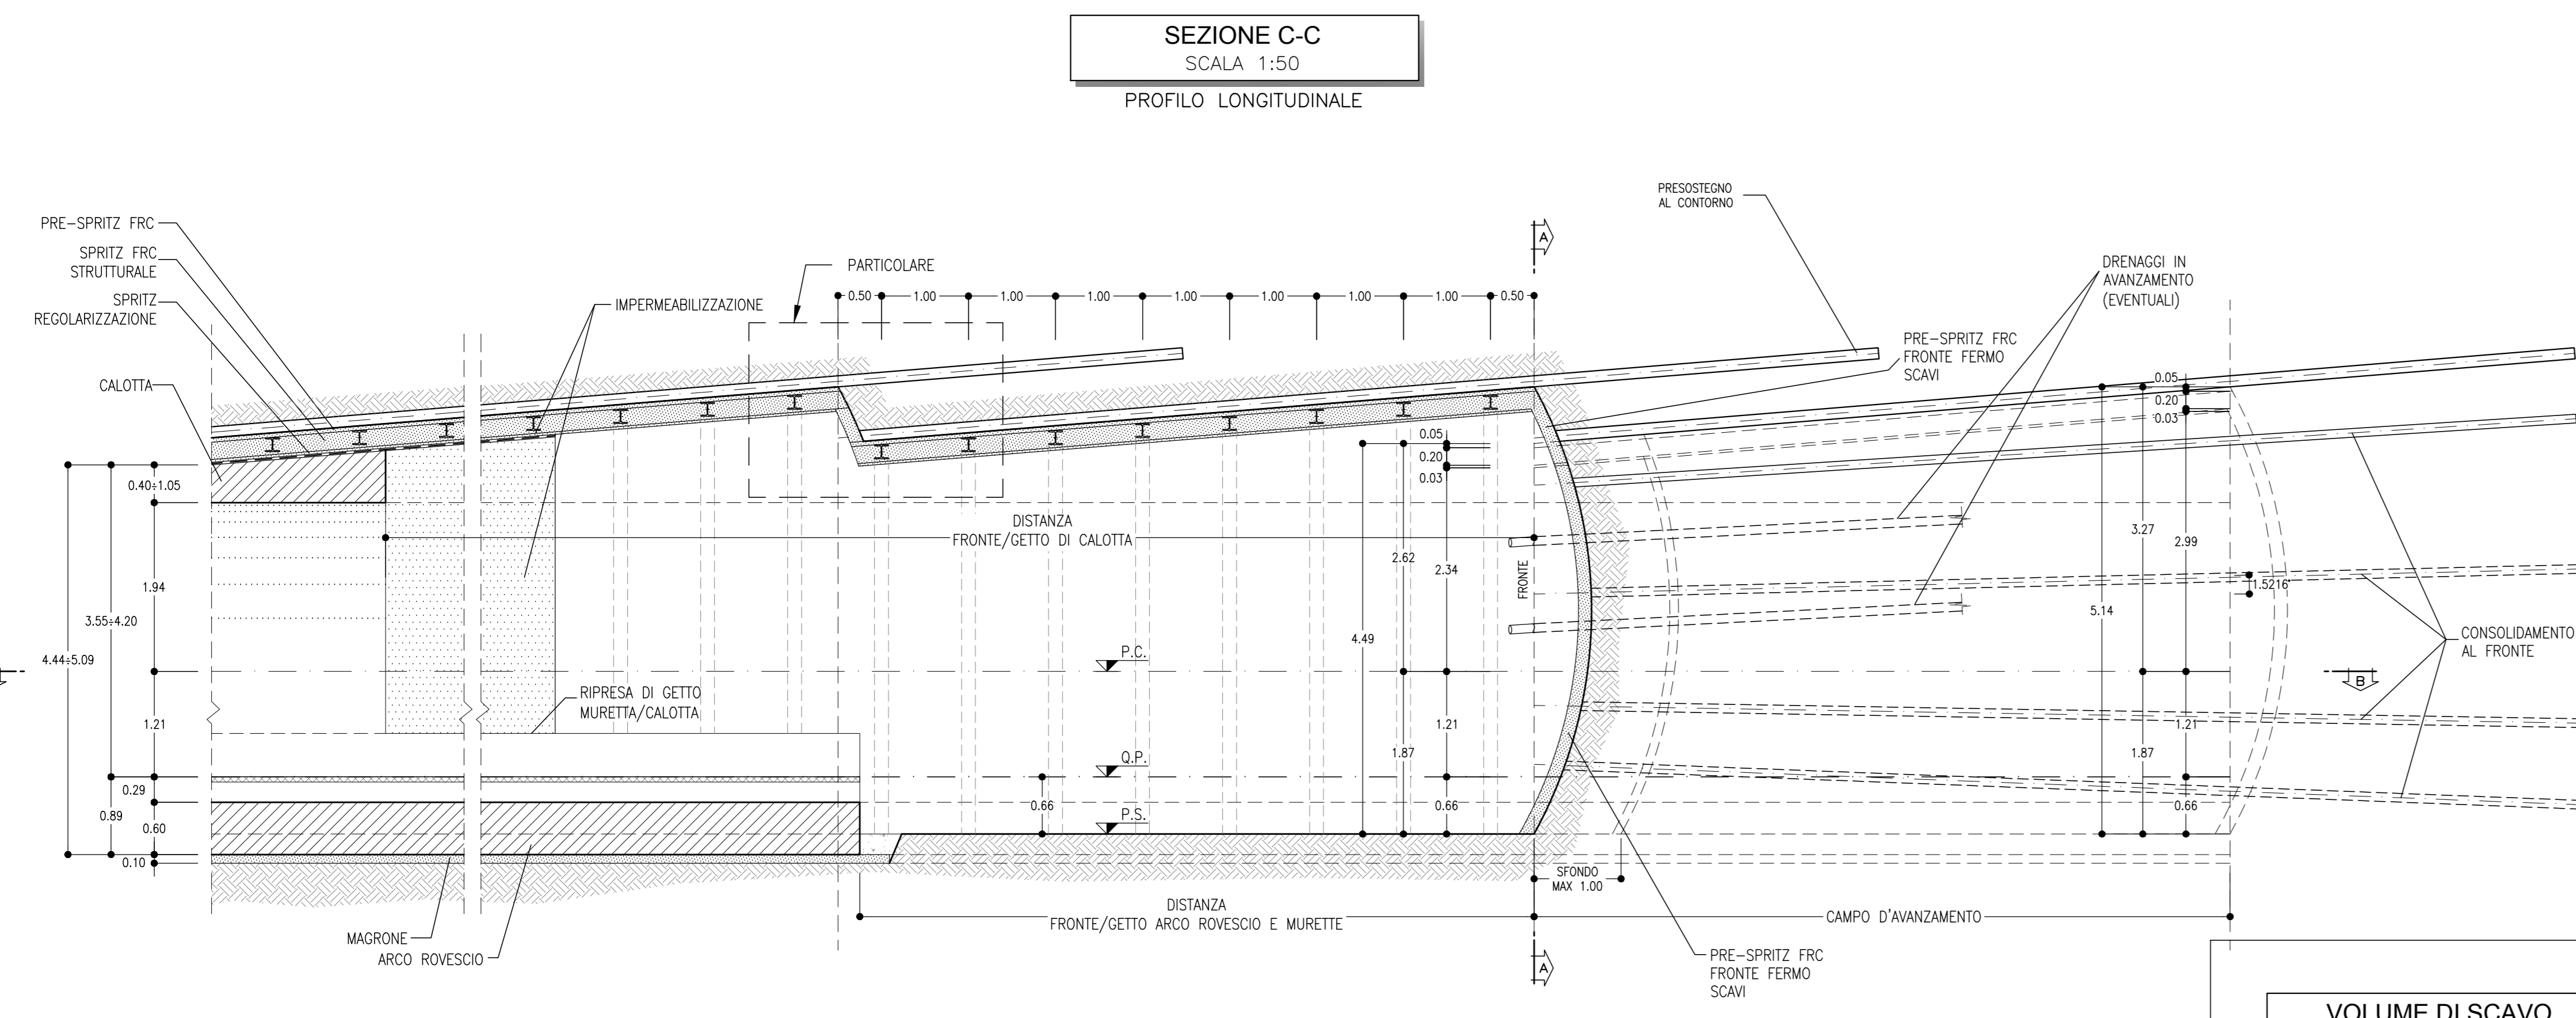 SEZIONE C-C
SCALA 1:50
PROFILO LONGITUDINALE
PRE-SPRITZ FRC
SPRITZ FRC
STRUTTURALE
SPRITZ
REGOLARIZZAZIONE
CALOTTA
IMPERMEABILIZZAZIONE
PARTICOLARE
0.50
1.00
1.00
1.00
1.00
1.00
1.00
1.00
0.50
A
PRESOSTEGNO
AL CONTORNO
DRENAGGI IN
AVANZAMENTO
(EVENTUALI)
PRE-SPRITZ FRC
FRONTE FERMO
SCAVI
0.05
0.20
0.03
0.05
0.20
0.03
0.40÷1.05
1.94
3.55÷4.20
4.44÷5.09
1.21
0.29
0.89
0.60
0.10
DISTANZA
FRONTE/GETTO DI CALOTTA
RIPRESA DI GETTO
MURETTA/CALOTTA
P.C.
Q.P.
P.S.
0.66
4.49
2.62
2.34
1.87
1.21
0.66
FRONTE
3.27
2.99
1.5216
5.14
1.21
1.87
0.66
B
CONSOLIDAMENTO
AL FRONTE
SFONDO
MAX 1.00
DISTANZA
FRONTE/GETTO ARCO ROVESCIO E MURETTE
CAMPO D'AVANZAMENTO
MAGRONE
ARCO ROVESCIO
A
PRE-SPRITZ FRC
FRONTE FERMO
SCAVI
VOLUME DI SCAVO